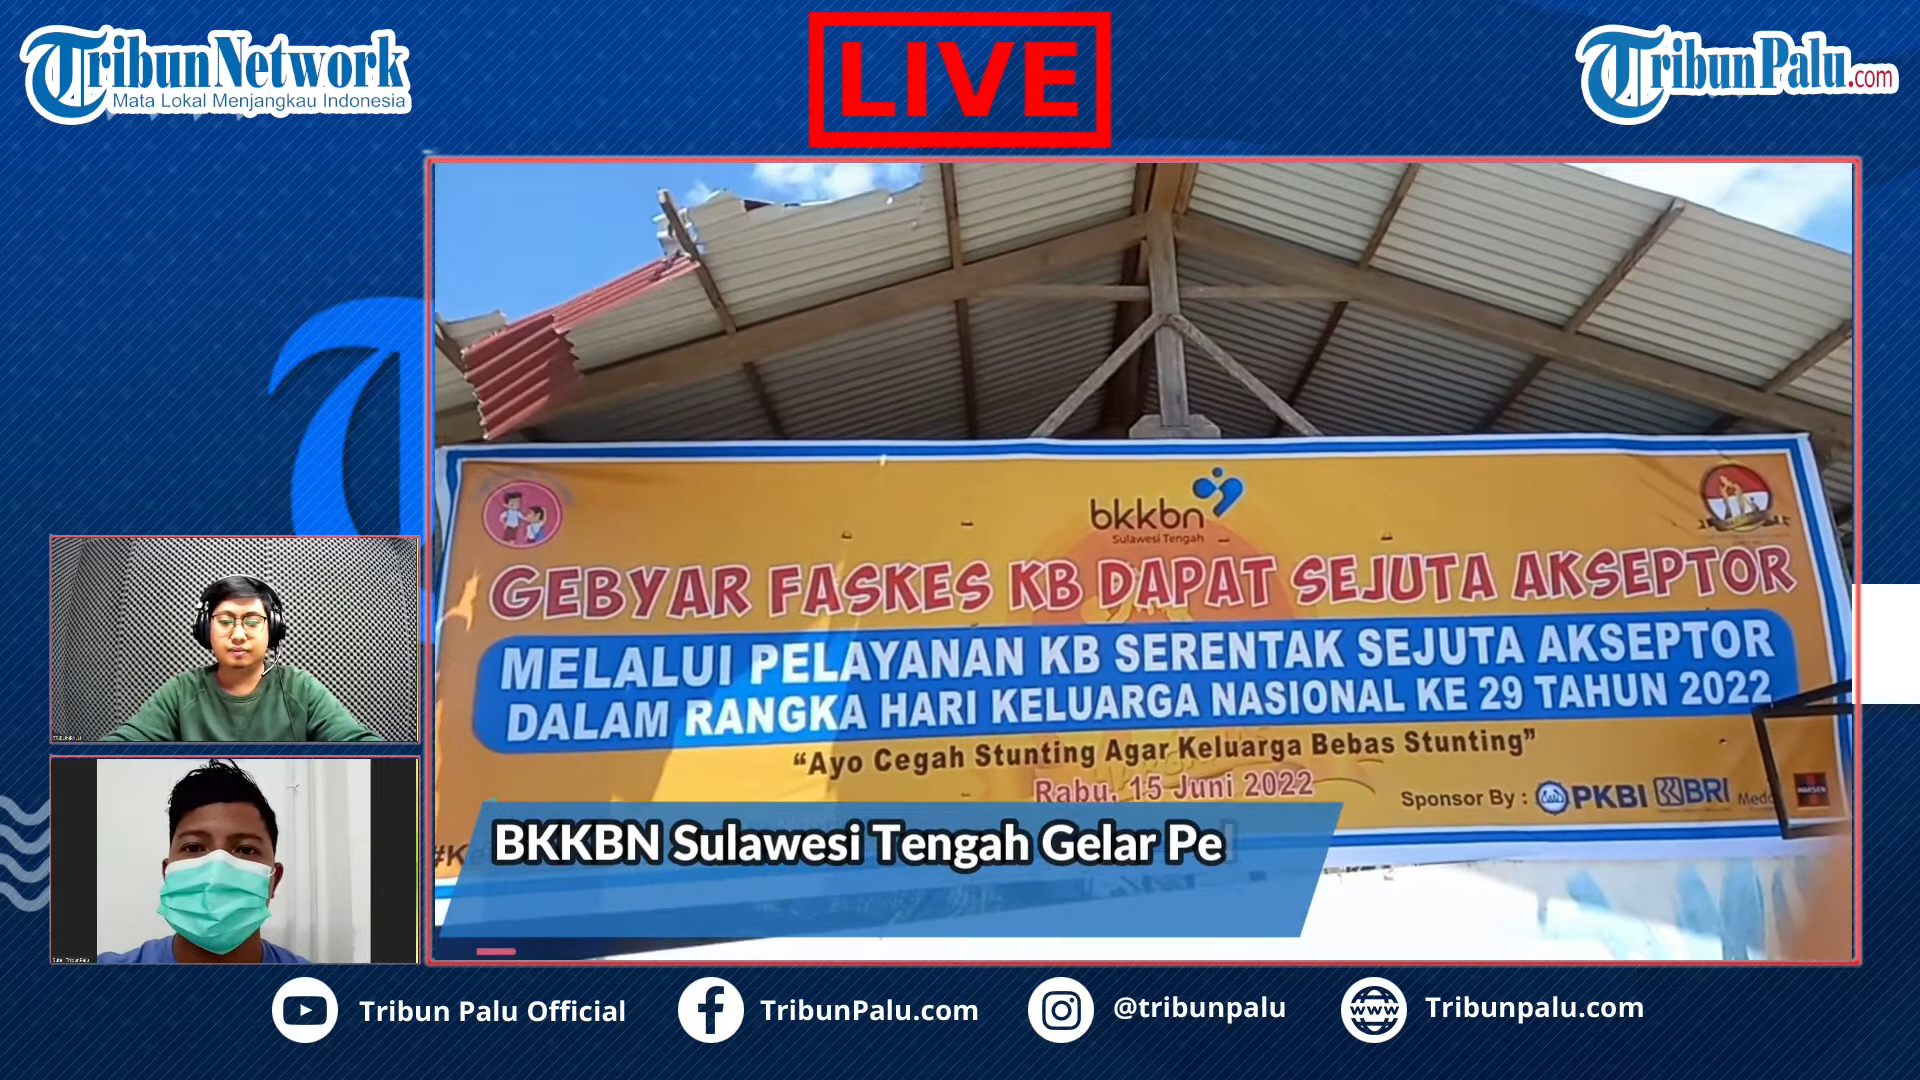 TribunNetwork
Mata Lokal Menjangkau Indonesia
LIVE
TribunPalu.com
bkkbn
Sulawesi Tengah
GEBYAR FASKES KB DAPAT SEJUTA AKSEPTOR
MELALUI PELAYANAN KB SERENTAK SEJUTA AKSEPTOR
DALAM RANGKA HARI KELUARGA NASIONAL KE 29 TAHUN 2022
“Ayo Cegah Stunting Agar Keluarga Bebas Stunting”
Rabu, 15 Juni 2022
Sponsor By : PKBI BRI
BKKBN Sulawesi Tengah Gelar Pel
TRIBUNPALU
Tribun Palu Official
TribunPalu.com
@tribunpalu
Tribunpalu.com